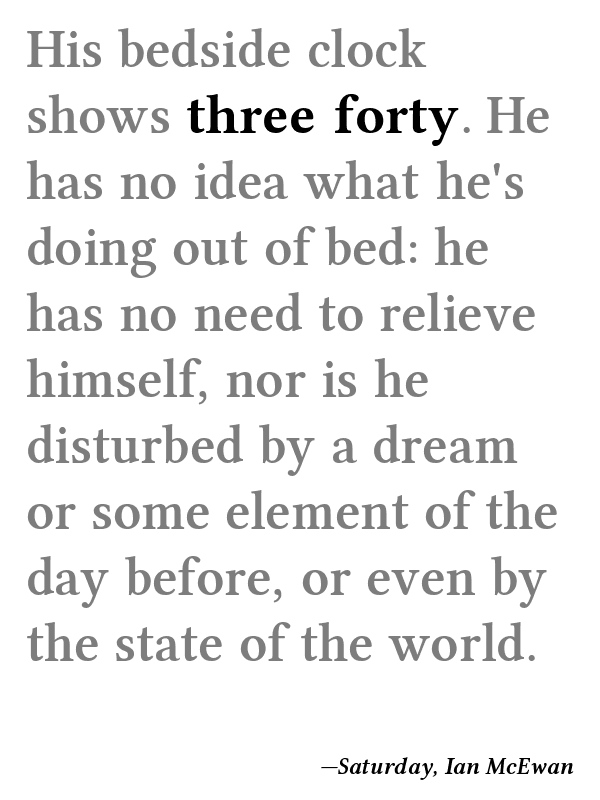 His bedside clock
shows three forty. He
has no idea what he's
doing out of bed: he
has no need to relieve
himself, nor is he
disturbed by a dream
or some element of the
day before, or even by
the state of the world.
—Saturday, Ian McEwan